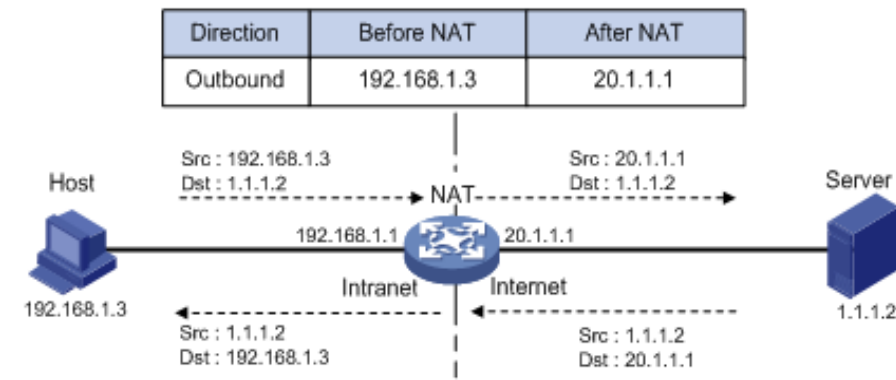 Direction Before NAT After NAT
Outbound 192.168.1.3 20.1.1.1
Src : 192.168.1.3
Dst : 1.1.1.2
Src : 20.1.1.1
Dst : 1.1.1.2
Host
NAT
Server
192.168.1.1
20.1.1.1
Intranet
Internet
192.168.1.3
1.1.1.2
Src : 1.1.1.2
Dst : 192.168.1.3
Src : 1.1.1.2
Dst : 20.1.1.1